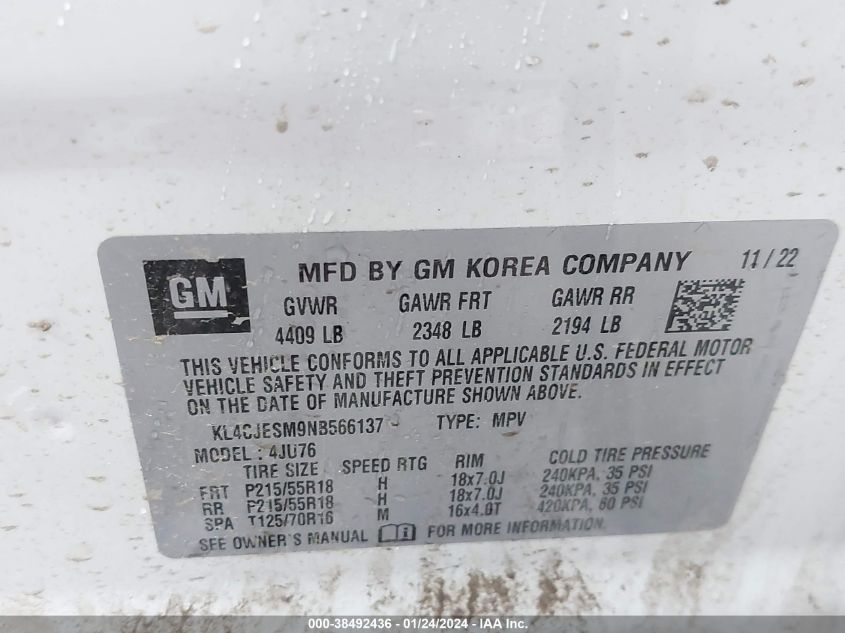 GM
MFD BY GM KOREA COMPANY 11/22
GVWR GAWR FRT GAWR RR
4409 LB 2348 LB 2194 LB
THIS VEHICLE CONFORMS TO ALL APPLICABLE U.S. FEDERAL MOTOR
VEHICLE SAFETY AND THEFT PREVENTION STANDARDS IN EFFECT
ON THE DATE OF MANUFACTURE SHOWN ABOVE.
KL4CJESM9NB566137 TYPE: MPV
MODEL: 4JU76
TIRE SIZE SPEED RTG RIM COLD TIRE PRESSURE
FRT P215/55R18 H 18x7.0J 240KPA, 35 PSI
RR P215/55R18 H 18x7.0J 240KPA, 35 PSI
SPA T125/70R16 M 16x4.0T 420KPA, 60 PSI
SEE OWNER'S MANUAL FOR MORE INFORMATION.
000-38492436 - 01/24/2024 - IAA Inc.